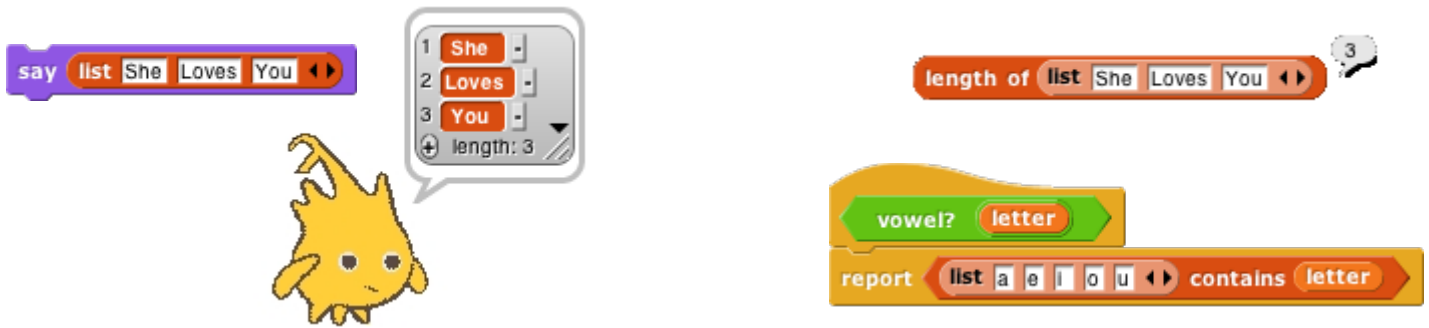 say list She Loves You
1 She -
2 Loves -
3 You -
+ length: 3
length of list She Loves You
3
vowel? letter
report list a e i o u contains letter